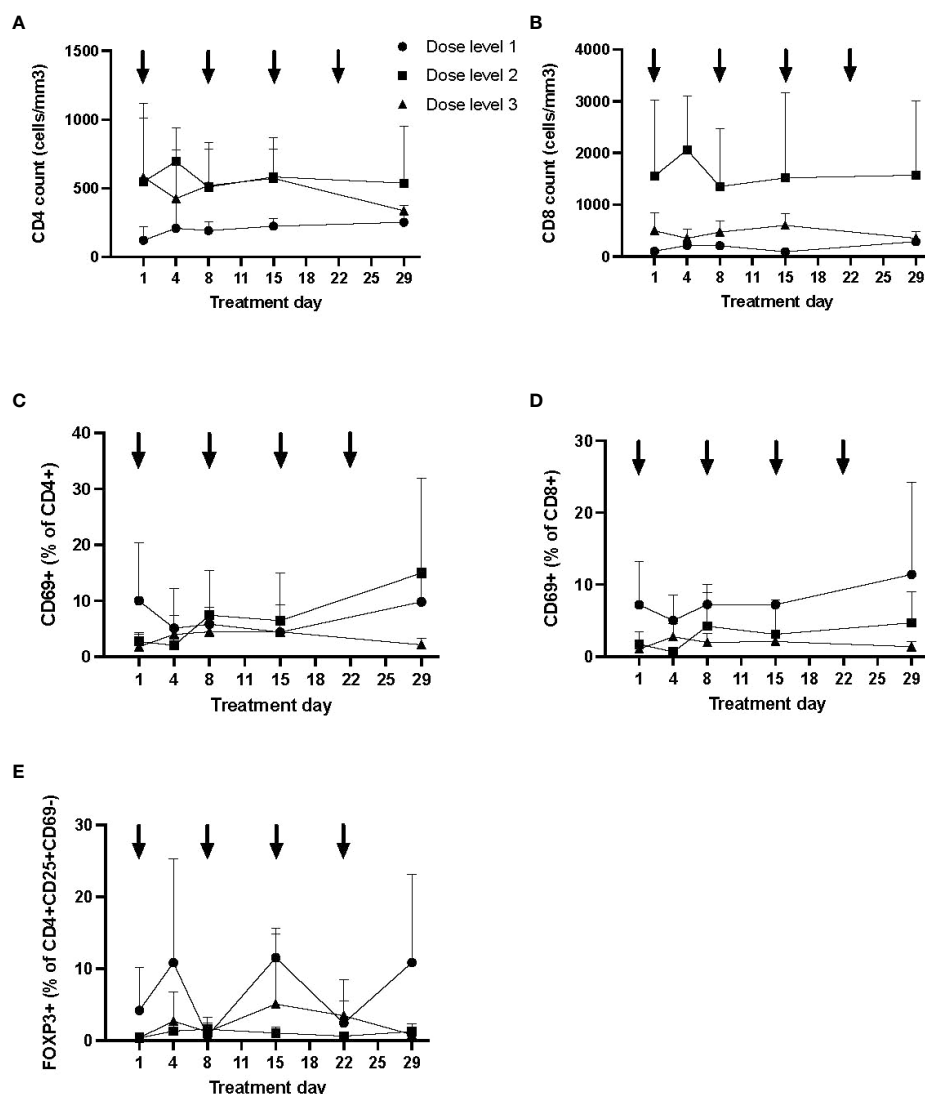 A
B
1500
1000
500
0
CD4 count (cells/mm3)
1 4 8 11 15 18 22 25 29
Treatment day
Dose level 1
Dose level 2
Dose level 3
4000
3000
2000
1000
0
CD8 count (cells/mm3)
1 4 8 11 15 18 22 25 29
Treatment day
C
D
40
30
20
10
0
CD69+ (% of CD4+)
1 4 8 11 15 18 22 25 29
Treatment day
30
20
10
0
CD69+ (% of CD8+)
1 4 8 11 15 18 22 25 29
Treatment day
E
30
20
10
0
FOXP3+ (% of CD4+CD25+CD69-)
1 4 8 11 15 18 22 25 29
Treatment day